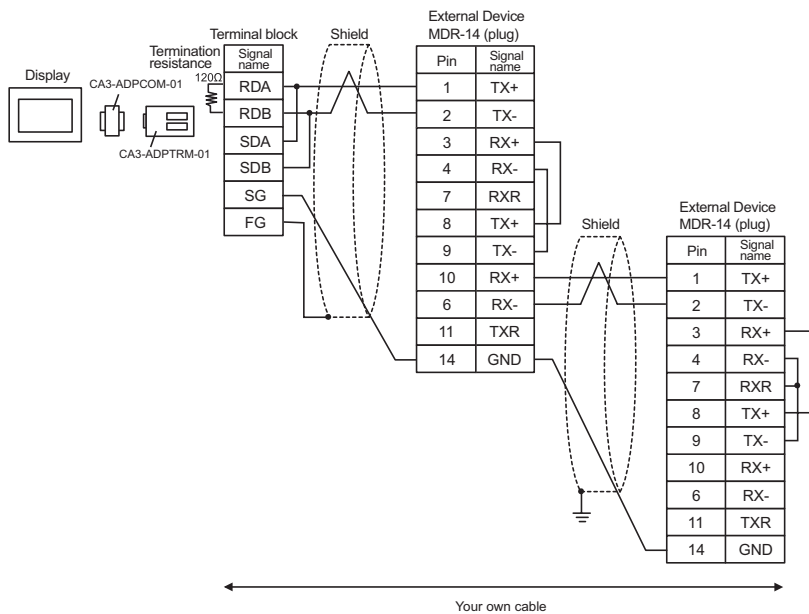 Display
CA3-ADPCOM-01
CA3-ADPTRM-01
Termination
resistance
120Ω
Terminal block
Signal
name
RDA
RDB
SDA
SDB
SG
FG
Shield
External Device
MDR-14 (plug)
Pin Signal
name
1 TX+
2 TX-
3 RX+
4 RX-
7 RXR
8 TX+
9 TX-
10 RX+
6 RX-
11 TXR
14 GND
Shield
External Device
MDR-14 (plug)
Pin Signal
name
1 TX+
2 TX-
3 RX+
4 RX-
7 RXR
8 TX+
9 TX-
10 RX+
6 RX-
11 TXR
14 GND
Your own cable